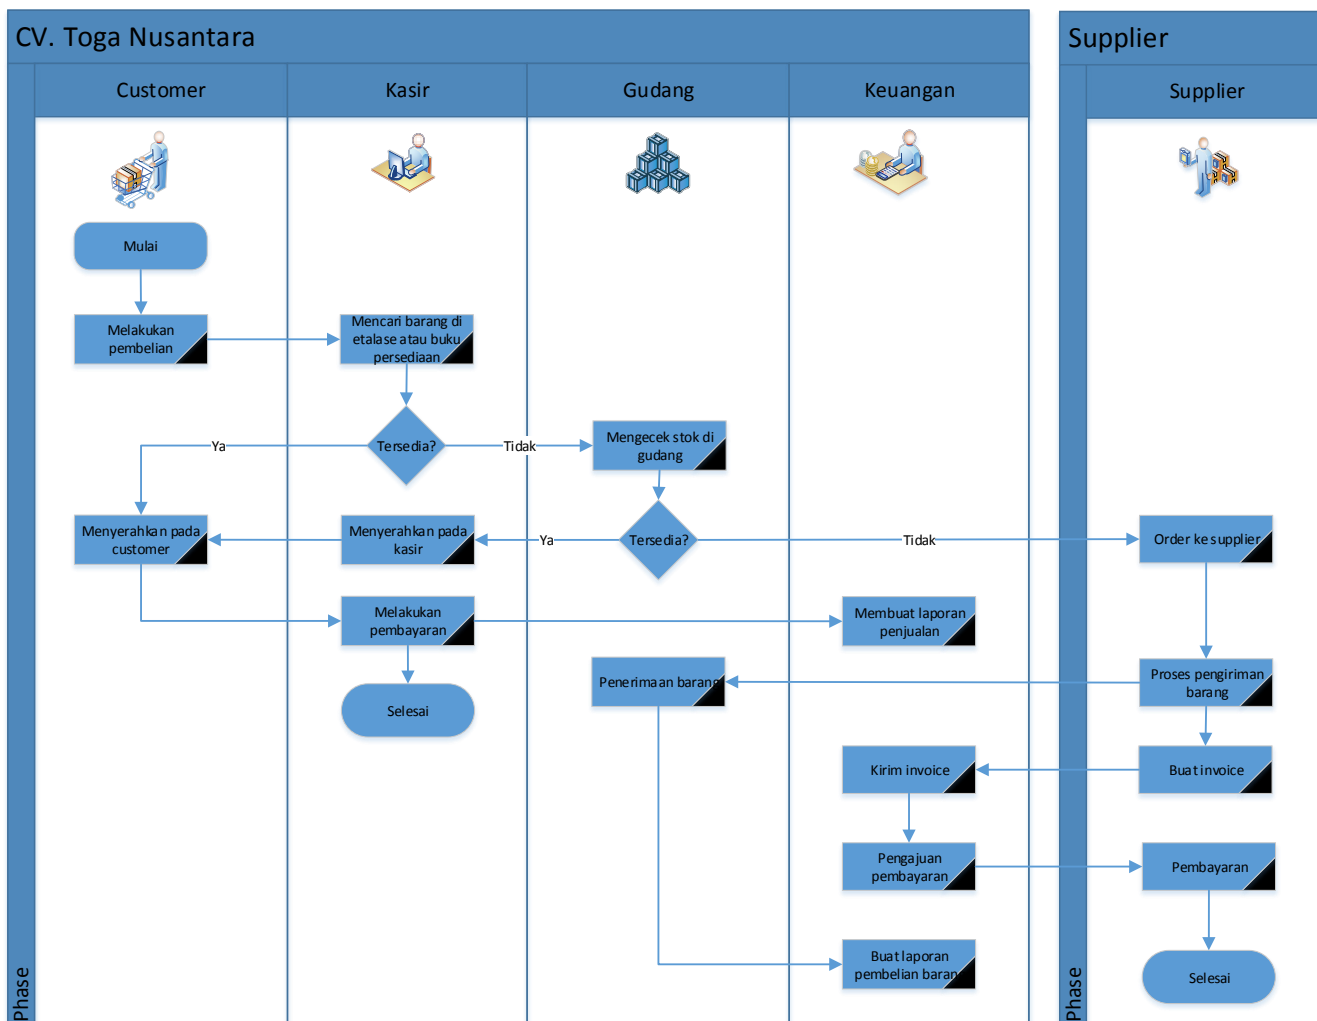 CV. Toga Nusantara
Supplier
Customer
Kasir
Gudang
Keuangan
Supplier
Mulai
Melakukan
pembelian
Mencari barang di
etalase atau buku
persediaan
Tersedia?
Ya
Tidak
Mengecek stok di
gudang
Menyerahkan pada
customer
Menyerahkan pada
kasir
Ya
Tersedia?
Tidak
Order ke supplier
Melakukan
pembayaran
Membuat laporan
penjualan
Penerimaan barang
Proses pengiriman
barang
Selesai
Kirim invoice
Buat invoice
Pengajuan
pembayaran
Pembayaran
Buat laporan
pembelian barang
Selesai
Phase
Phase